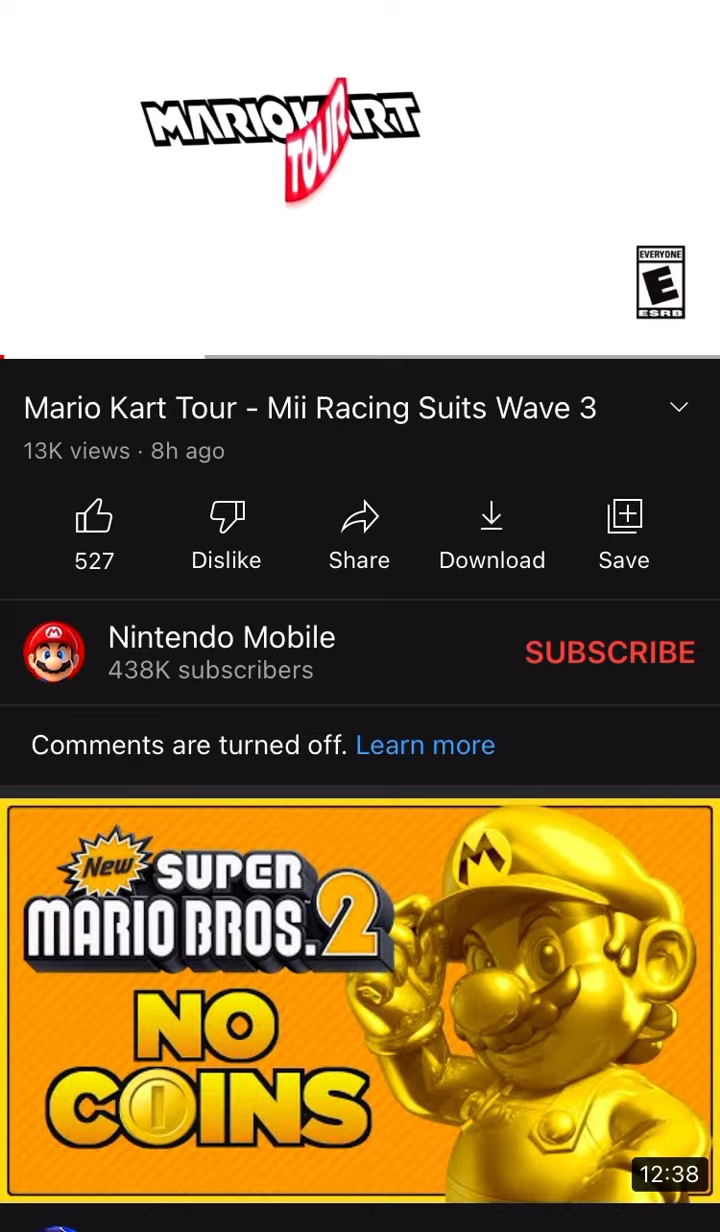 MARIO KART
TOUR
EVERYONE
E
ESRB
Mario Kart Tour - Mii Racing Suits Wave 3
13K views · 8h ago
527
Dislike
Share
Download
Save
M
Nintendo Mobile
438K subscribers
SUBSCRIBE
Comments are turned off. Learn more
New SUPER
MARIO BROS. 2
M
NO
COINS
12:38